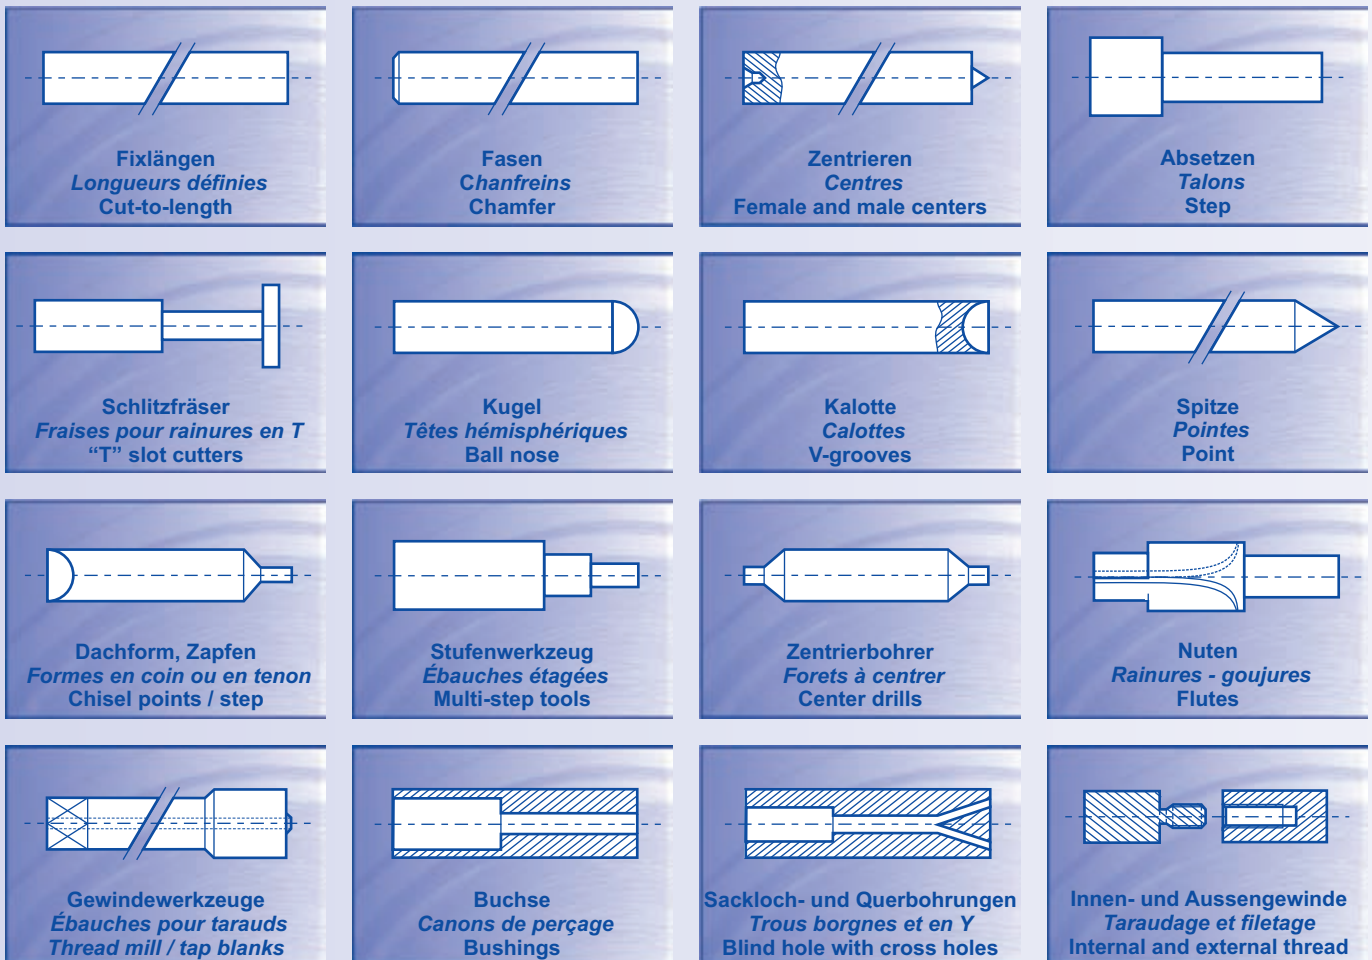 Fixlängen
Longueurs définies
Cut-to-length
Fasen
Chanfreins
Chamfer
Zentrieren
Centres
Female and male centers
Absetzen
Talons
Step
Schlitzfräser
Fraises pour rainures en T
“T” slot cutters
Kugel
Têtes hémisphériques
Ball nose
Kalotte
Calottes
V-grooves
Spitze
Pointes
Point
Dachform, Zapfen
Formes en coin ou en tenon
Chisel points / step
Stufenwerkzeug
Ébauches étagées
Multi-step tools
Zentrierbohrer
Forets à centrer
Center drills
Nuten
Rainures - goujures
Flutes
Gewindewerkzeuge
Ébauches pour tarauds
Thread mill / tap blanks
Buchse
Canons de perçage
Bushings
Sackloch- und Querbohrungen
Trous borgnes et en Y
Blind hole with cross holes
Innen- und Aussengewinde
Taraudage et filetage
Internal and external thread